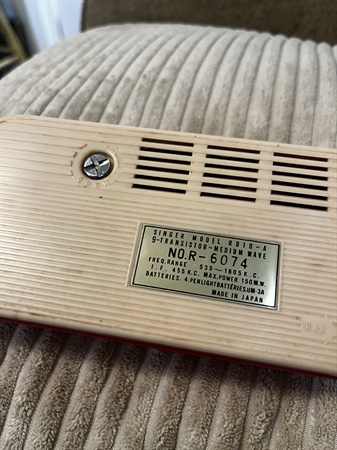 SINGER MODEL R810-A
9-TRANSISTOR-MEDIUM WAVE
NO.R-6074
FREQ.RANGE 535~1605 K.C.
I.F. 455 K.C. MAX.POWER 150 M.W.
BATTERIES. 4.PENLIGHTBATTERIES.UM-3A
MADE IN JAPAN